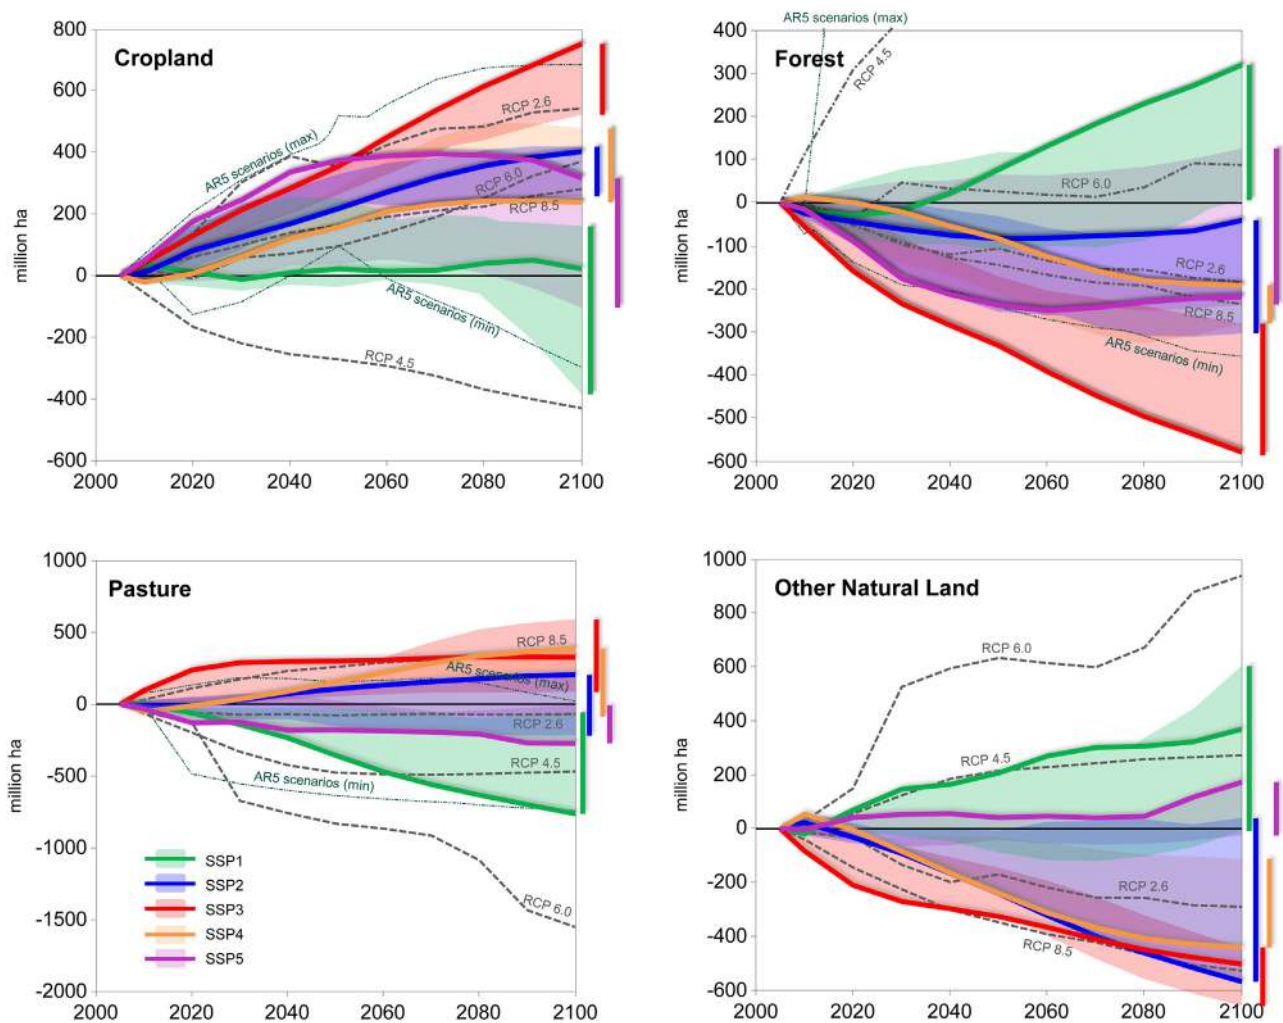 Cropland
million ha
800
600
400
200
0
-200
-400
-600
2000
2020
2040
2060
2080
2100
AR5 scenarios (max)
RCP 2.6
RCP 6.0
RCP 8.5
AR5 scenarios (min)
RCP 4.5
AR5 scenarios (max)
Forest
million ha
400
300
200
100
0
-100
-200
-300
-400
-500
-600
2000
2020
2040
2060
2080
2100
RCP 4.5
RCP 6.0
RCP 2.6
RCP 8.5
AR5 scenarios (min)
Pasture
million ha
1000
500
0
-500
-1000
-1500
-2000
2000
2020
2040
2060
2080
2100
RCP 8.5
AR5 scenarios (max)
RCP 2.6
RCP 4.5
AR5 scenarios (min)
RCP 6.0
SSP1
SSP2
SSP3
SSP4
SSP5
Other Natural Land
million ha
1000
800
600
400
200
0
-200
-400
-600
2000
2020
2040
2060
2080
2100
RCP 6.0
RCP 4.5
RCP 2.6
RCP 8.5